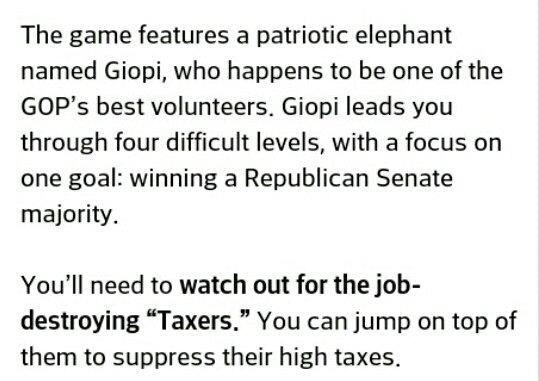 The game features a patriotic elephant
named Giopi, who happens to be one of the
GOP's best volunteers. Giopi leads you
through four difficult levels, with a focus on
one goal: winning a Republican Senate
majority.
You'll need to watch out for the job-
destroying “Taxers.” You can jump on top of
them to suppress their high taxes.